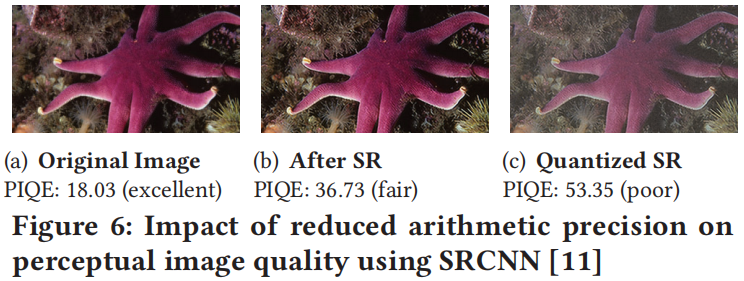 (a) Original Image
PIQE: 18.03 (excellent)
(b) After SR
PIQE: 36.73 (fair)
(c) Quantized SR
PIQE: 53.35 (poor)
Figure 6: Impact of reduced arithmetic precision on
perceptual image quality using SRCNN [11]